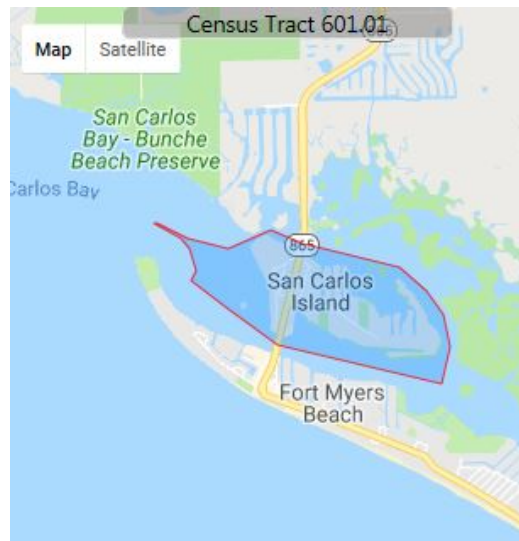 Census Tract 601.01
Map
Satellite
San Carlos
Bay - Bunche
Beach Preserve
Carlos Bay
865
San Carlos
Island
Fort Myers
Beach